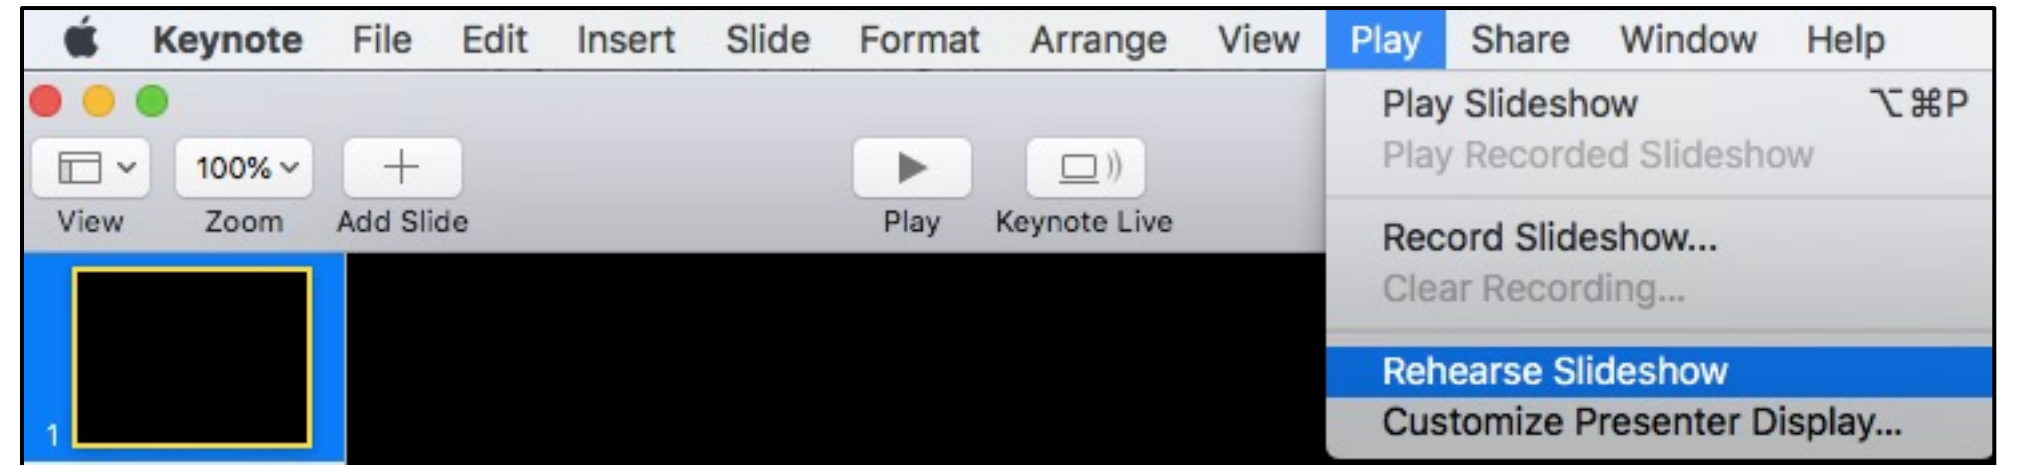 Keynote File Edit Insert Slide Format Arrange View Play Share Window Help
Play Slideshow ⌥⌘P
Play Recorded Slideshow
Record Slideshow...
Clear Recording...
Rehearse Slideshow
Customize Presenter Display...
100%
View Zoom Add Slide Play Keynote Live
1